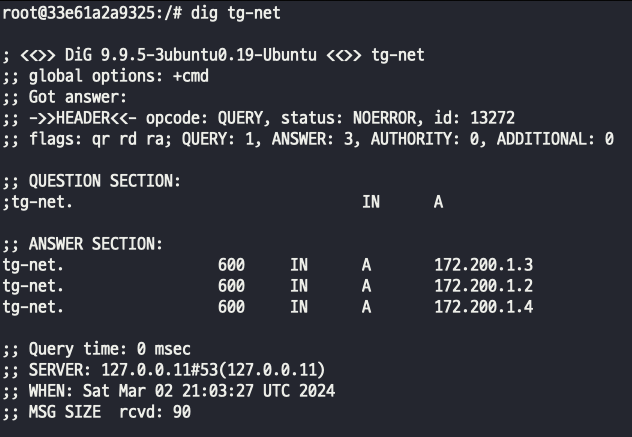 root@33e61a2a9325:/# dig tg-net

; <<>> DiG 9.9.5-3ubuntu0.19-Ubuntu <<>> tg-net
;; global options: +cmd
;; Got answer:
;; ->>HEADER<<- opcode: QUERY, status: NOERROR, id: 13272
;; flags: qr rd ra; QUERY: 1, ANSWER: 3, AUTHORITY: 0, ADDITIONAL: 0

;; QUESTION SECTION:
;tg-net. IN A

;; ANSWER SECTION:
tg-net. 600 IN A 172.200.1.3
tg-net. 600 IN A 172.200.1.2
tg-net. 600 IN A 172.200.1.4

;; Query time: 0 msec
;; SERVER: 127.0.0.11#53(127.0.0.11)
;; WHEN: Sat Mar 02 21:03:27 UTC 2024
;; MSG SIZE  rcvd: 90